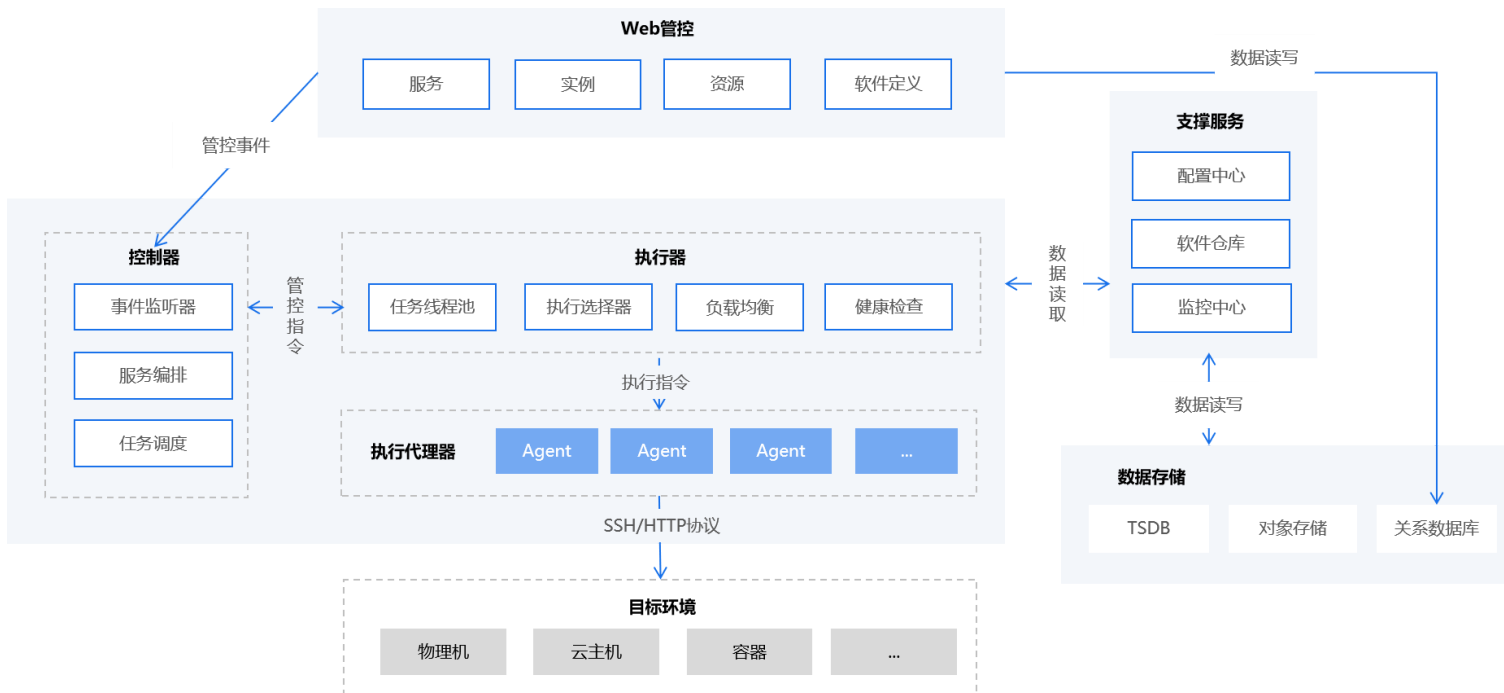 Web管控
服务
实例
资源
软件定义
数据读写
管控事件
支撑服务
配置中心
软件仓库
监控中心
控制器
事件监听器
服务编排
任务调度
管控指令
执行器
任务线程池
执行选择器
负载均衡
健康检查
数据读取
执行指令
执行代理器
Agent
Agent
Agent
...
数据读写
数据存储
TSDB
对象存储
关系数据库
SSH/HTTP协议
目标环境
物理机
云主机
容器
...